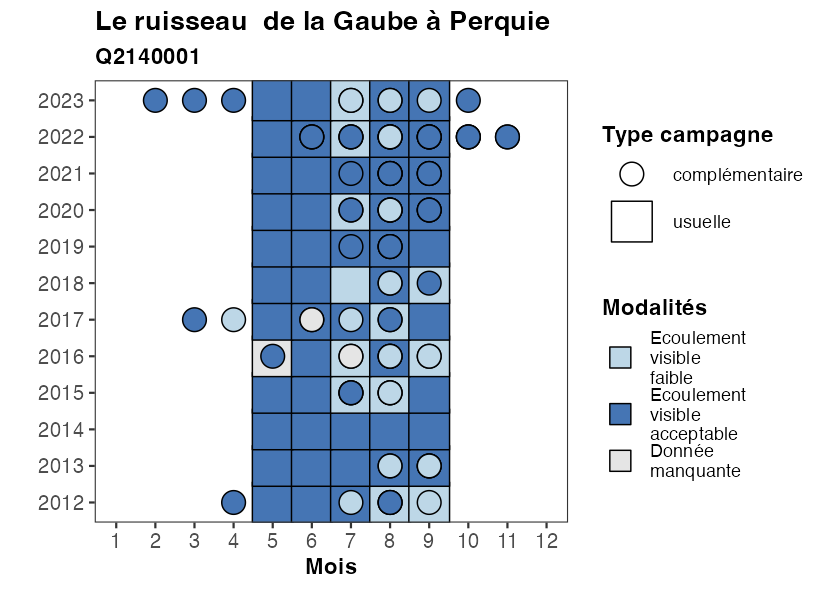 Le ruisseau  de la Gaube à Perquie
Q2140001
2023
2022
2021
2020
2019
2018
2017
2016
2015
2014
2013
2012
1 2 3 4 5 6 7 8 9 10 11 12
Mois
Type campagne
complémentaire
usuelle
Modalités
Ecoulement
visible
faible
Ecoulement
visible
acceptable
Donnée
manquante